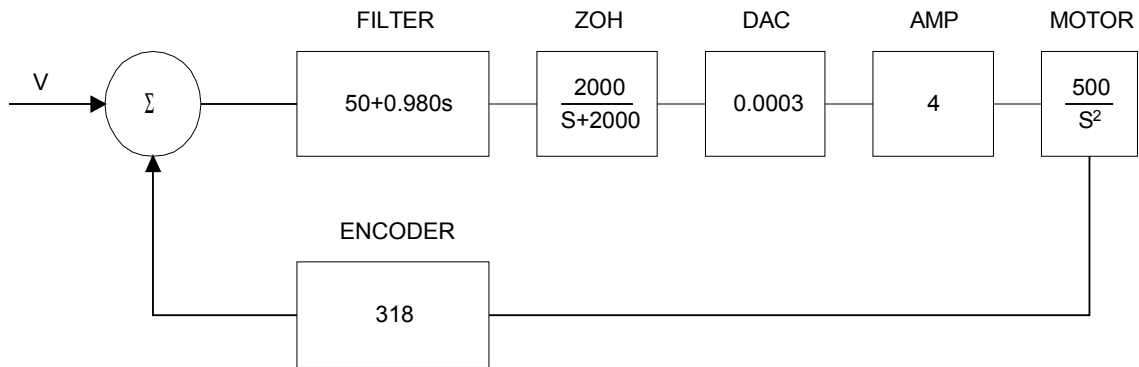 FILTER ZOH DAC AMP MOTOR
V
Σ
50+0.980s
2000
S+2000
0.0003
4
500
S²
ENCODER
318